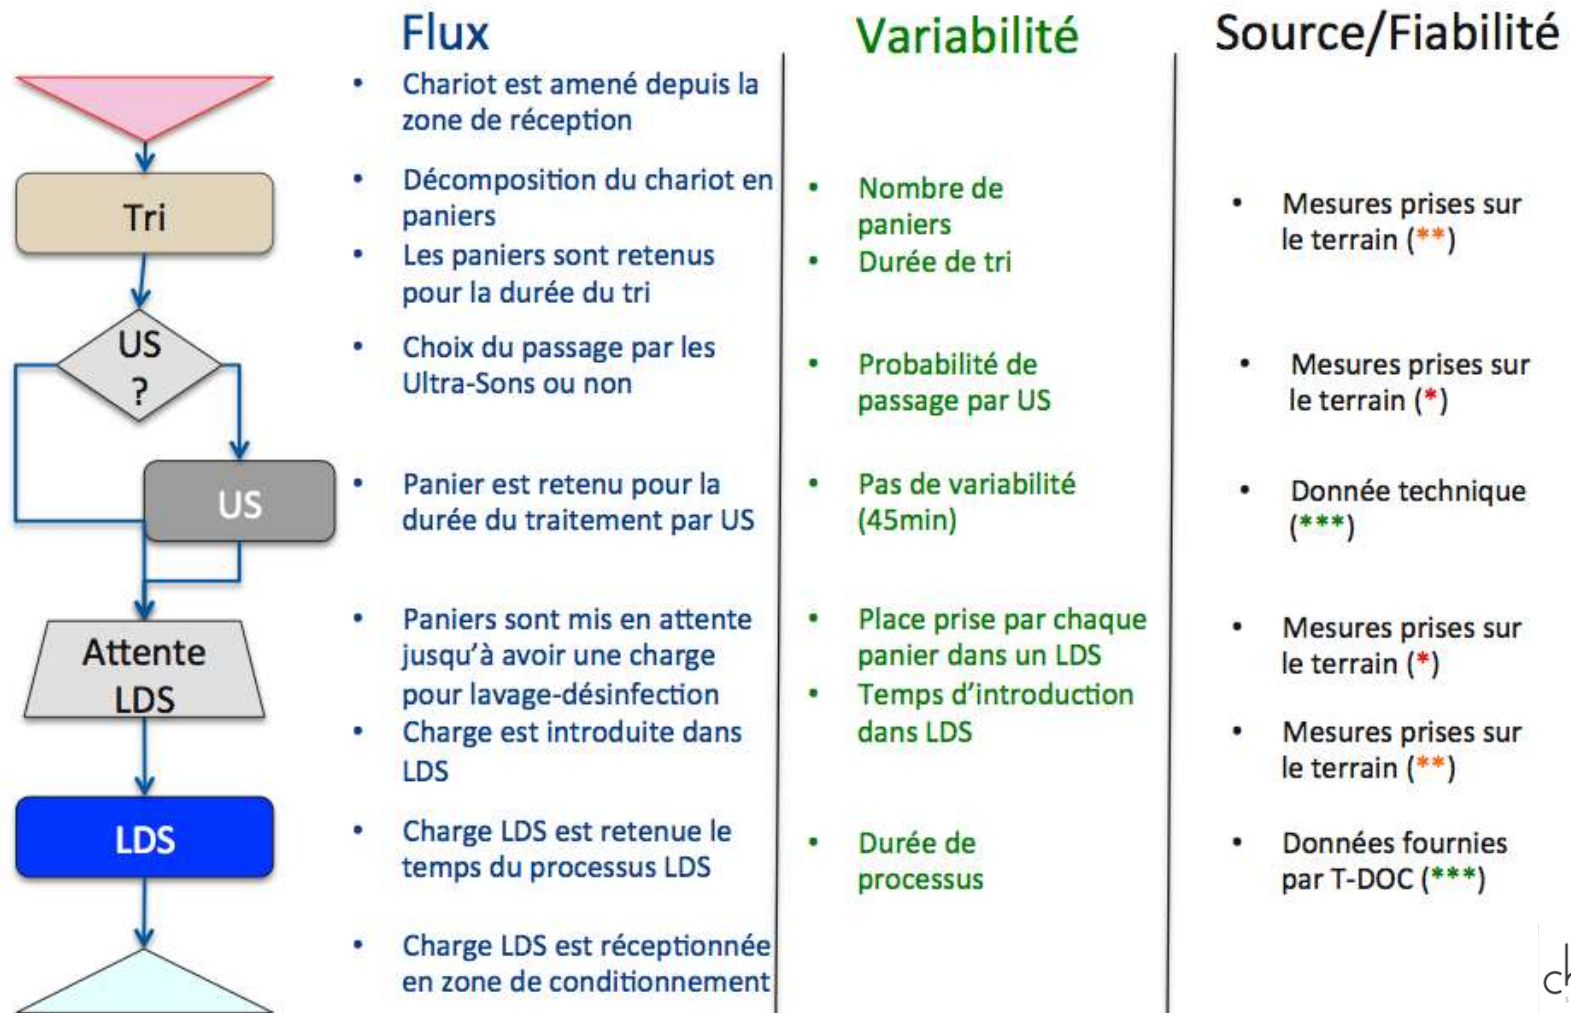 Flux
Variabilité
Source/Fiabilité
• Chariot est amené depuis la
zone de réception
Tri
• Décomposition du chariot en
paniers
• Les paniers sont retenus
pour la durée du tri
• Nombre de
paniers
• Durée de tri
• Mesures prises sur
le terrain (**)
US
?
• Choix du passage par les
Ultra-Sons ou non
• Probabilité de
passage par US
• Mesures prises sur
le terrain (*)
US
• Panier est retenu pour la
durée du traitement par US
• Pas de variabilité
(45min)
• Donnée technique
(***)
Attente
LDS
• Paniers sont mis en attente
jusqu’à avoir une charge
pour lavage-désinfection
• Charge est introduite dans
LDS
• Place prise par chaque
panier dans un LDS
• Temps d’introduction
dans LDS
• Mesures prises sur
le terrain (*)
• Mesures prises sur
le terrain (**)
LDS
• Charge LDS est retenue le
temps du processus LDS
• Durée de
processus
• Données fournies
par T-DOC (***)
• Charge LDS est réceptionnée
en zone de conditionnement